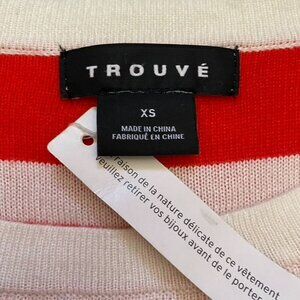 TROUVÉ
XS
MADE IN CHINA
FABRIQUÉ EN CHINE
raison de la nature délicate de ce vêtement
veuillez retirer vos bijoux avant de le porter